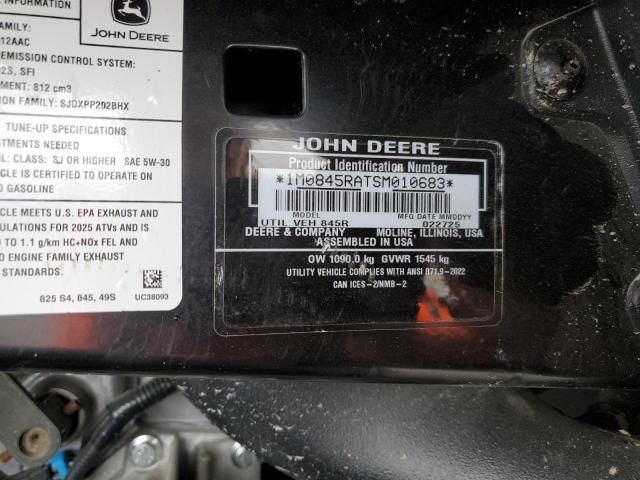 INFORMATION
FAMILY:
12AAC
EMISSION CONTROL SYSTEM:
O2S, SFI
MENT: 812 cm3
ION FAMILY: SJDXPP202BHX
TUNE-UP SPECIFICATIONS
STMENTS NEEDED
IL: CLASS: SJ OR HIGHER SAE 5W-30
CLE IS CERTIFIED TO OPERATE ON
D GASOLINE
CLE MEETS U.S. EPA EXHAUST AND
ULATIONS FOR 2025 ATVs AND
O TO 1.1 g/km HC+NOx FEL AND
O ENGINE FAMILY EXHAUST
825 S4, 845, 49S
UC38093
JOHN DEERE
JOHN DEERE
Product Identification Number
*1M0845RATSM010683*
MODEL MFG DATE MMDDYY
UTIL VEH 845R 022725
DEERE & COMPANY MOLINE, ILLINOIS, USA
ASSEMBLED IN USA
OW 1090.0 kg GVWR 1545 kg
UTILITY VEHICLE COMPLIES WITH ANSI B71.9-2022
CAN ICES-2/NMB-2